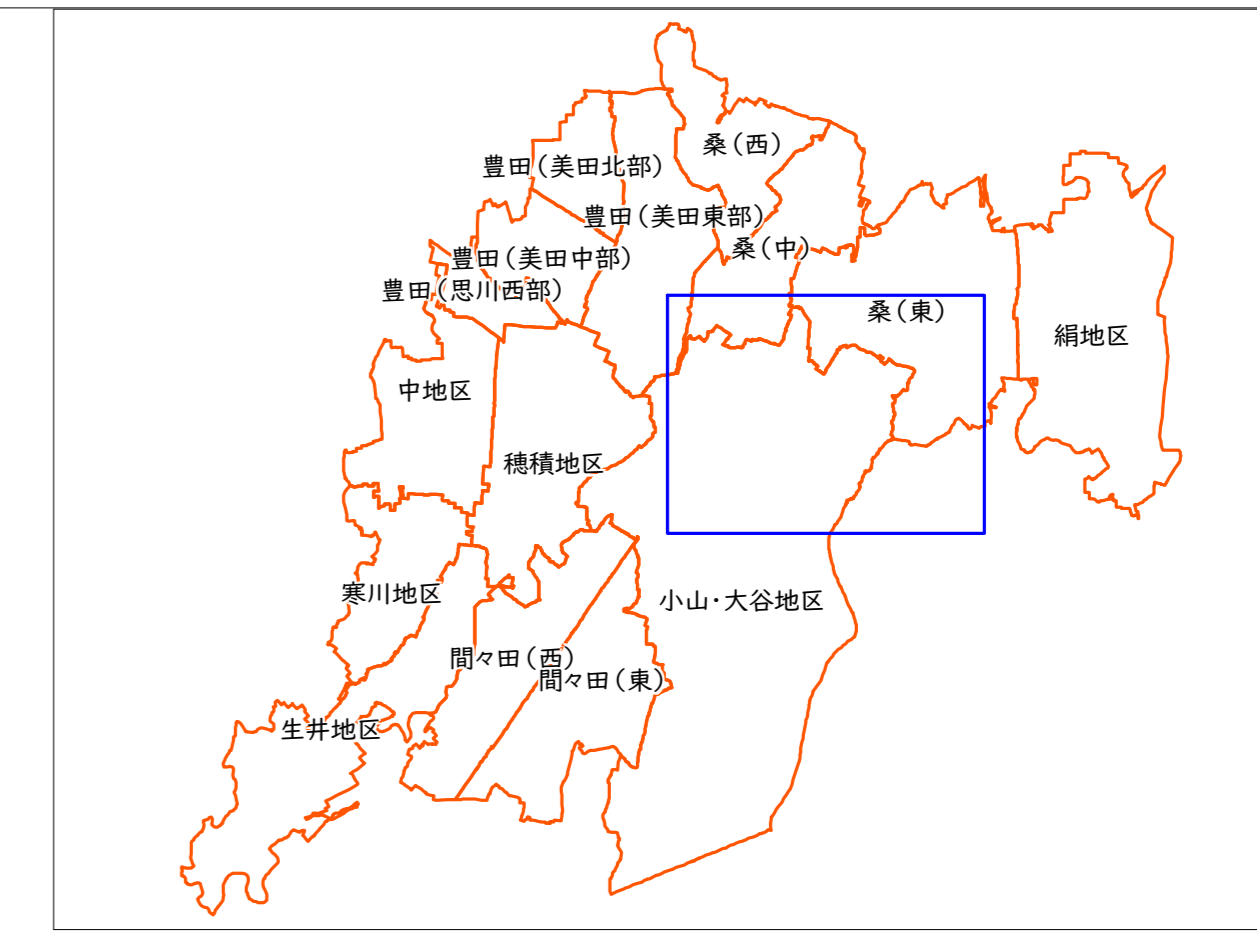 桑（西）
豊田（美田北部）
豊田（美田東部）
桑（中）
豊田（美田中部）
豊田（思川西部）
桑（東）
絹地区
中地区
穂積地区
寒川地区
小山・大谷地区
間々田（西）
間々田（東）
生井地区